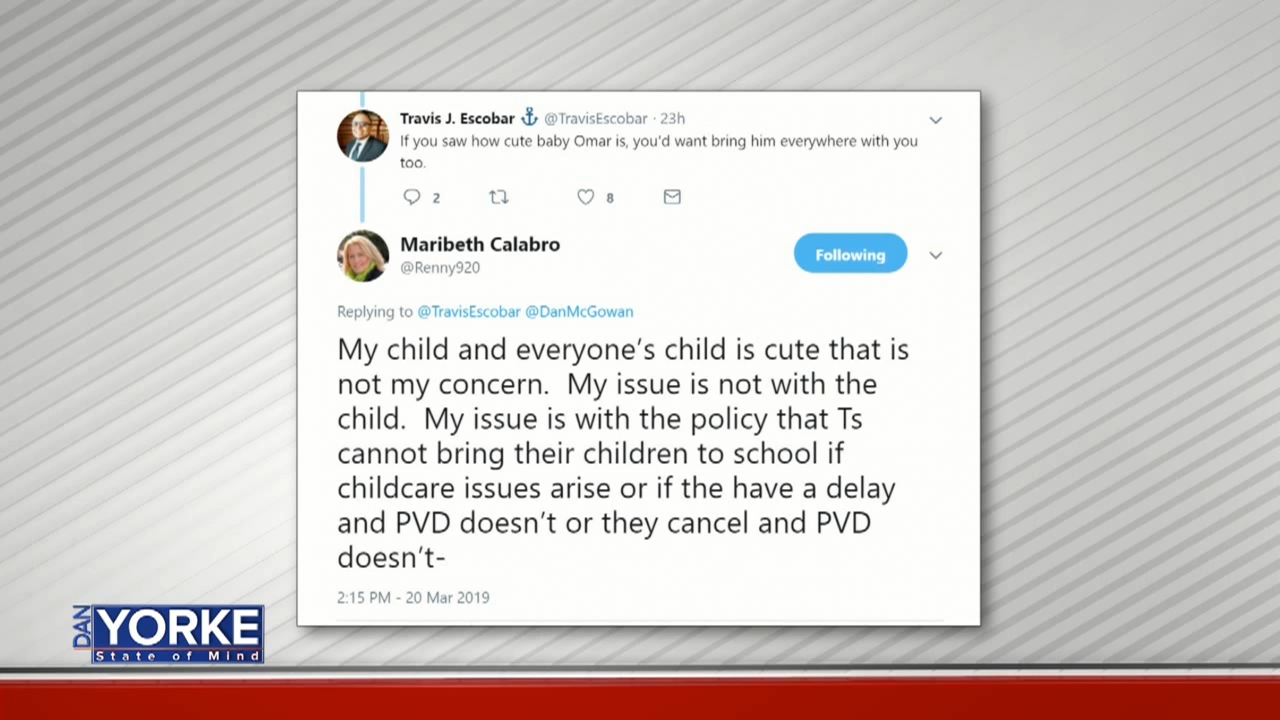 Travis J. Escobar @TravisEscobar · 23h
If you saw how cute baby Omar is, you'd want bring him everywhere with you
too.
2 8
Maribeth Calabro
@Renny920
Following
Replying to @TravisEscobar @DanMcGowan
My child and everyone's child is cute that is
not my concern.  My issue is not with the
child.  My issue is with the policy that Ts
cannot bring their children to school if
childcare issues arise or if the have a delay
and PVD doesn't or they cancel and PVD
doesn't-
2:15 PM - 20 Mar 2019
DAN
YORKE
State of Mind